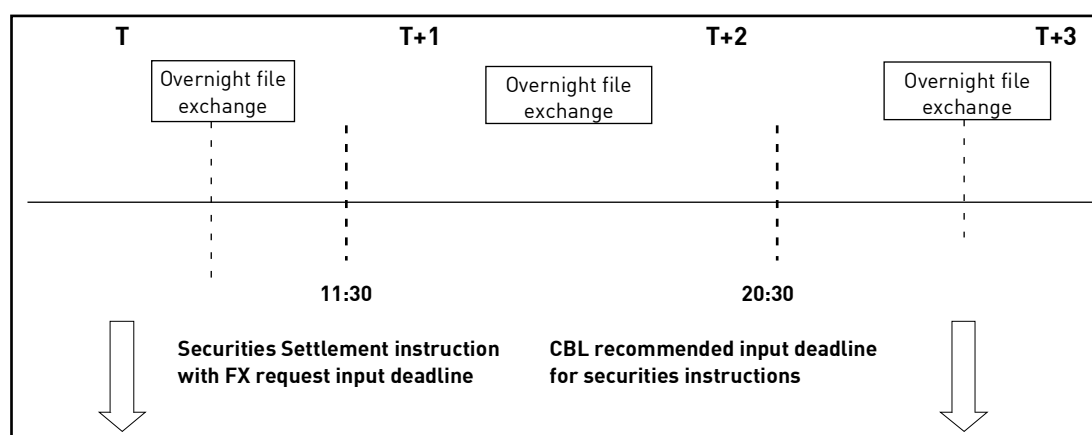 T T+1 T+2 T+3
Overnight file
exchange
Overnight file
exchange
Overnight file
exchange
11:30 20:30
Securities Settlement instruction
with FX request input deadline
CBL recommended input deadline
for securities instructions